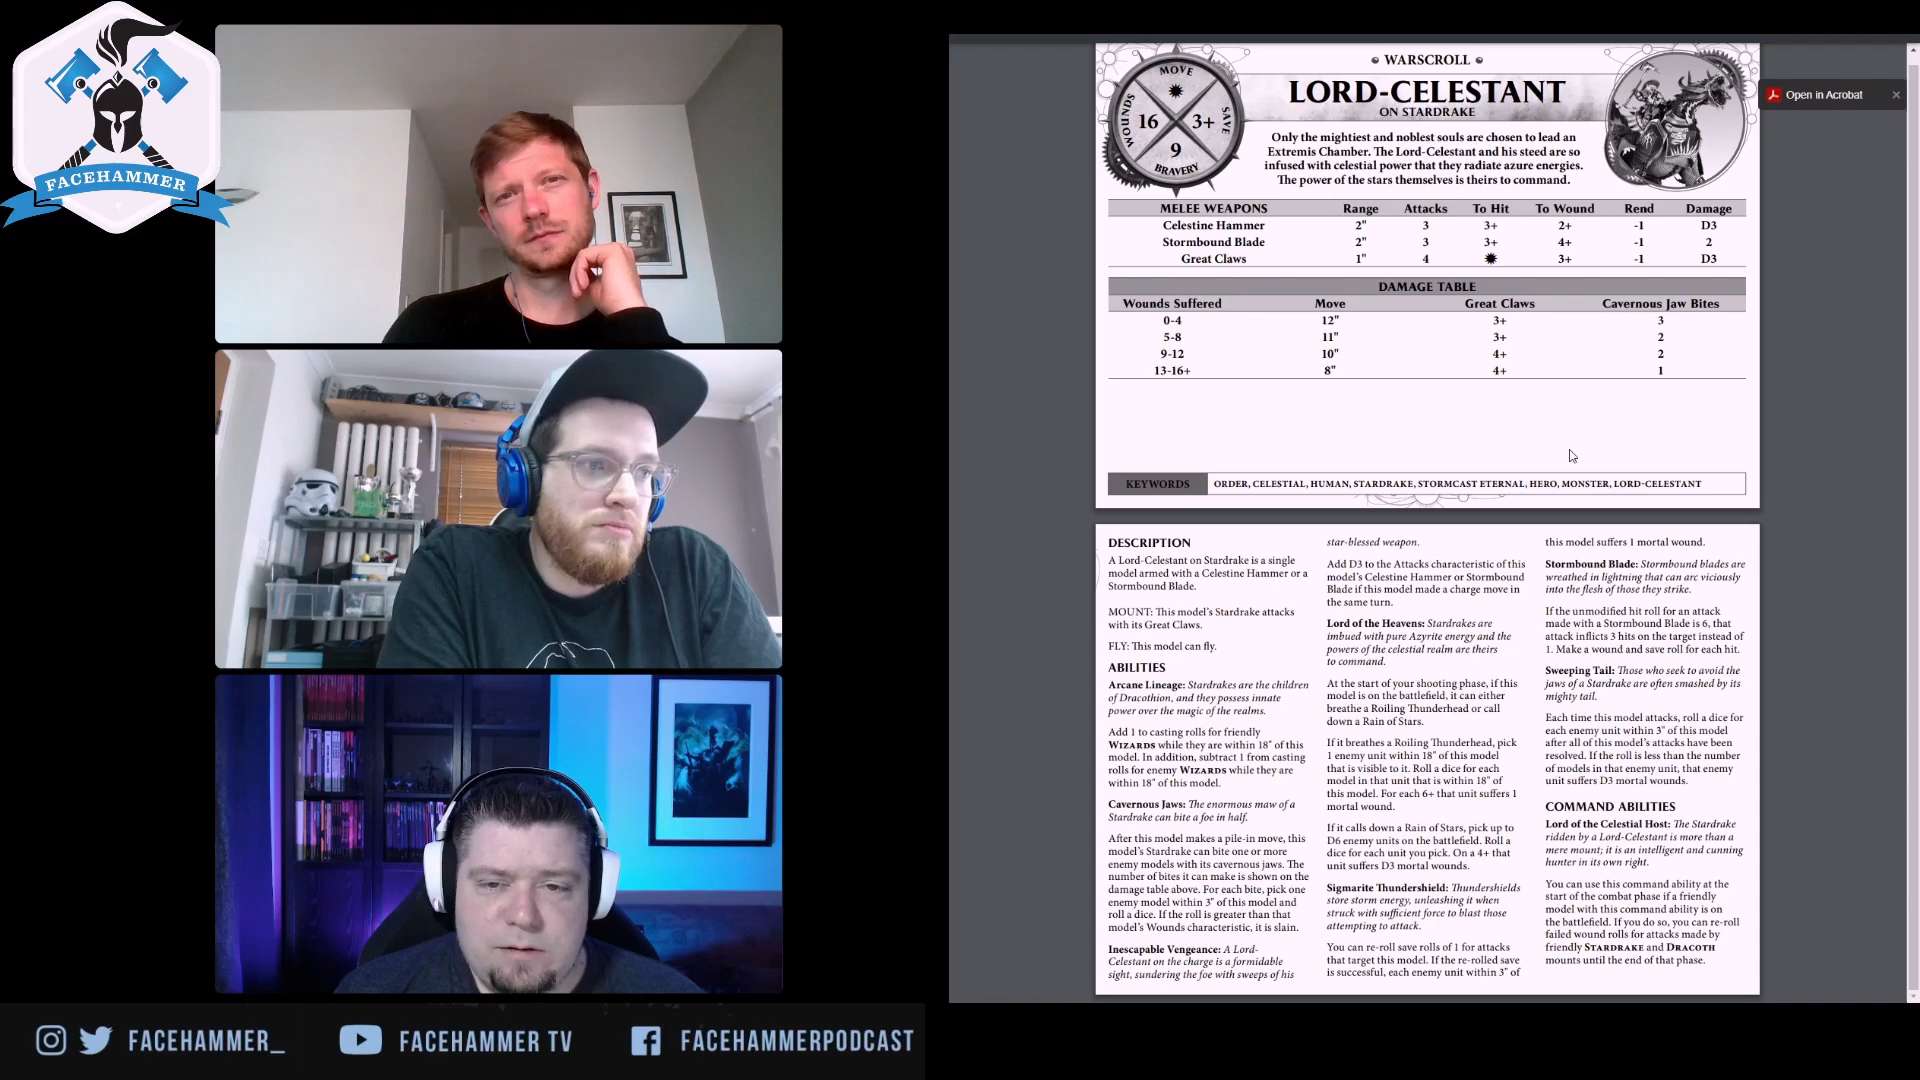 FACEHAMMER
WARSCROLL
LORD-CELESTANT
ON STARDRAKE
MOVE
WOUNDS
16
3+
SAVE
9
BRAVERY
Only the mightiest and noblest souls are chosen to lead an
Extremis Chamber. The Lord-Celestant and his steed are so
infused with celestial power that they radiate azure energies.
The power of the stars themselves is theirs to command.
Open in Acrobat
MELEE WEAPONS Range Attacks To Hit To Wound Rend Damage
Celestine Hammer 2" 3 3+ 2+ -1 D3
Stormbound Blade 2" 3 3+ 4+ -1 2
Great Claws 1" 4 ✹ 3+ -1 D3
DAMAGE TABLE
Wounds Suffered Move Great Claws Cavernous Jaw Bites
0-4 12" 3+ 3
5-8 11" 3+ 2
9-12 10" 4+ 2
13-16+ 8" 4+ 1
KEYWORDS ORDER, CELESTIAL, HUMAN, STARDRAKE, STORMCAST ETERNAL, HERO, MONSTER, LORD-CELESTANT
DESCRIPTION
A Lord-Celestant on Stardrake is a single
model armed with a Celestine Hammer or a
Stormbound Blade.
MOUNT: This model's Stardrake attacks
with its Great Claws.
FLY: This model can fly.
ABILITIES
Arcane Lineage: Stardrakes are the children
of Dracothion, and they possess innate
power over the magic of the realms.
Add 1 to casting rolls for friendly
WIZARDS while they are within 18" of this
model. In addition, subtract 1 from casting
rolls for enemy WIZARDS while they are
within 18" of this model.
Cavernous Jaws: The enormous maw of a
Stardrake can bite a foe in half.
After this model makes a pile-in move, this
model's Stardrake can bite one or more
enemy models with its cavernous jaws. The
number of bites it can make is shown on the
damage table above. For each bite, pick one
enemy model within 3" of this model and
roll a dice. If the roll is greater than that
model's Wounds characteristic, it is slain.
Inescapable Vengeance: A Lord-
Celestant on the charge is a formidable
sight, sundering the foe with sweeps of his
star-blessed weapon.
Add D3 to the Attacks characteristic of this
model's Celestine Hammer or Stormbound
Blade if this model made a charge move in
the same turn.
Lord of the Heavens: Stardrakes are
imbued with pure Azyrite energy and the
powers of the celestial realm are theirs
to command.
At the start of your shooting phase, if this
model is on the battlefield, it can either
breathe a Roiling Thunderhead or call
down a Rain of Stars.
If it breathes a Roiling Thunderhead, pick
1 enemy unit within 18" of this model
that is visible to it. Roll a dice for each
model in that unit that is within 18" of
this model. For each 6+ that unit suffers 1
mortal wound.
If it calls down a Rain of Stars, pick up to
D6 enemy units on the battlefield. Roll a
dice for each unit you pick. On a 4+ that
unit suffers D3 mortal wounds.
Sigmarite Thundershield: Thundershields
store storm energy, unleashing it when
struck with sufficient force to blast those
attempting to attack.
You can re-roll save rolls of 1 for attacks
that target this model. If the re-rolled save
is successful, each enemy unit within 3" of
this model suffers 1 mortal wound.
Stormbound Blade: Stormbound blades are
wreathed in lightning that can arc viciously
into the flesh of those they strike.
If the unmodified hit roll for an attack
made with a Stormbound Blade is 6, that
attack inflicts 3 hits on the target instead of
1. Make a wound and save roll for each hit.
Sweeping Tail: Those who seek to avoid the
jaws of a Stardrake are often smashed by its
mighty tail.
Each time this model attacks, roll a dice for
each enemy unit within 3" of this model
after all of this model's attacks have been
resolved. If the roll is less than the number
of models in that enemy unit, that enemy
unit suffers D3 mortal wounds.
COMMAND ABILITIES
Lord of the Celestial Host: The Stardrake
ridden by a Lord-Celestant is more than a
mere mount; it is an intelligent and cunning
hunter in its own right.
You can use this command ability at the
start of the combat phase if a friendly
model with this command ability is on
the battlefield. If you do so, you can re-roll
failed wound rolls for attacks made by
friendly STARDRAKE and DRACOTH
mounts until the end of that phase.
FACEHAMMER_
FACEHAMMER TV
FACEHAMMERPODCAST